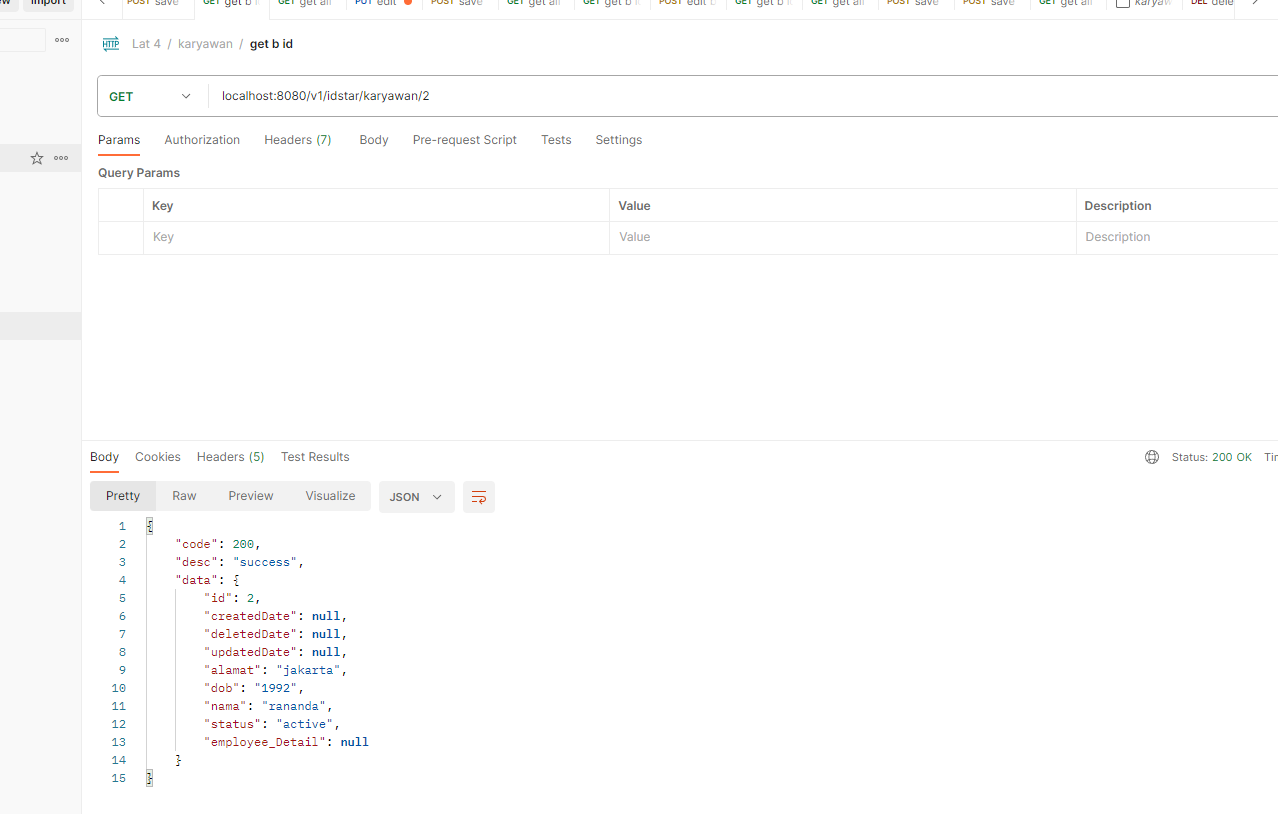 Import
POST save GET get b i GET get all PUT edit POST save GET get all GET get b i POST edit b GET get b i GET get all POST save POST save GET get all karyaw DEL dele
HTTP Lat 4 / karyawan / get b id
GET localhost:8080/v1/idstar/karyawan/2
Params Authorization Headers (7) Body Pre-request Script Tests Settings
Query Params
Key Value Description
Key Value Description
Body Cookies Headers (5) Test Results Status: 200 OK
Pretty Raw Preview Visualize JSON
1 {
2 "code": 200,
3 "desc": "success",
4 "data": {
5 "id": 2,
6 "createdDate": null,
7 "deletedDate": null,
8 "updatedDate": null,
9 "alamat": "jakarta",
10 "dob": "1992",
11 "nama": "rananda",
12 "status": "active",
13 "employee_Detail": null
14 }
15 }